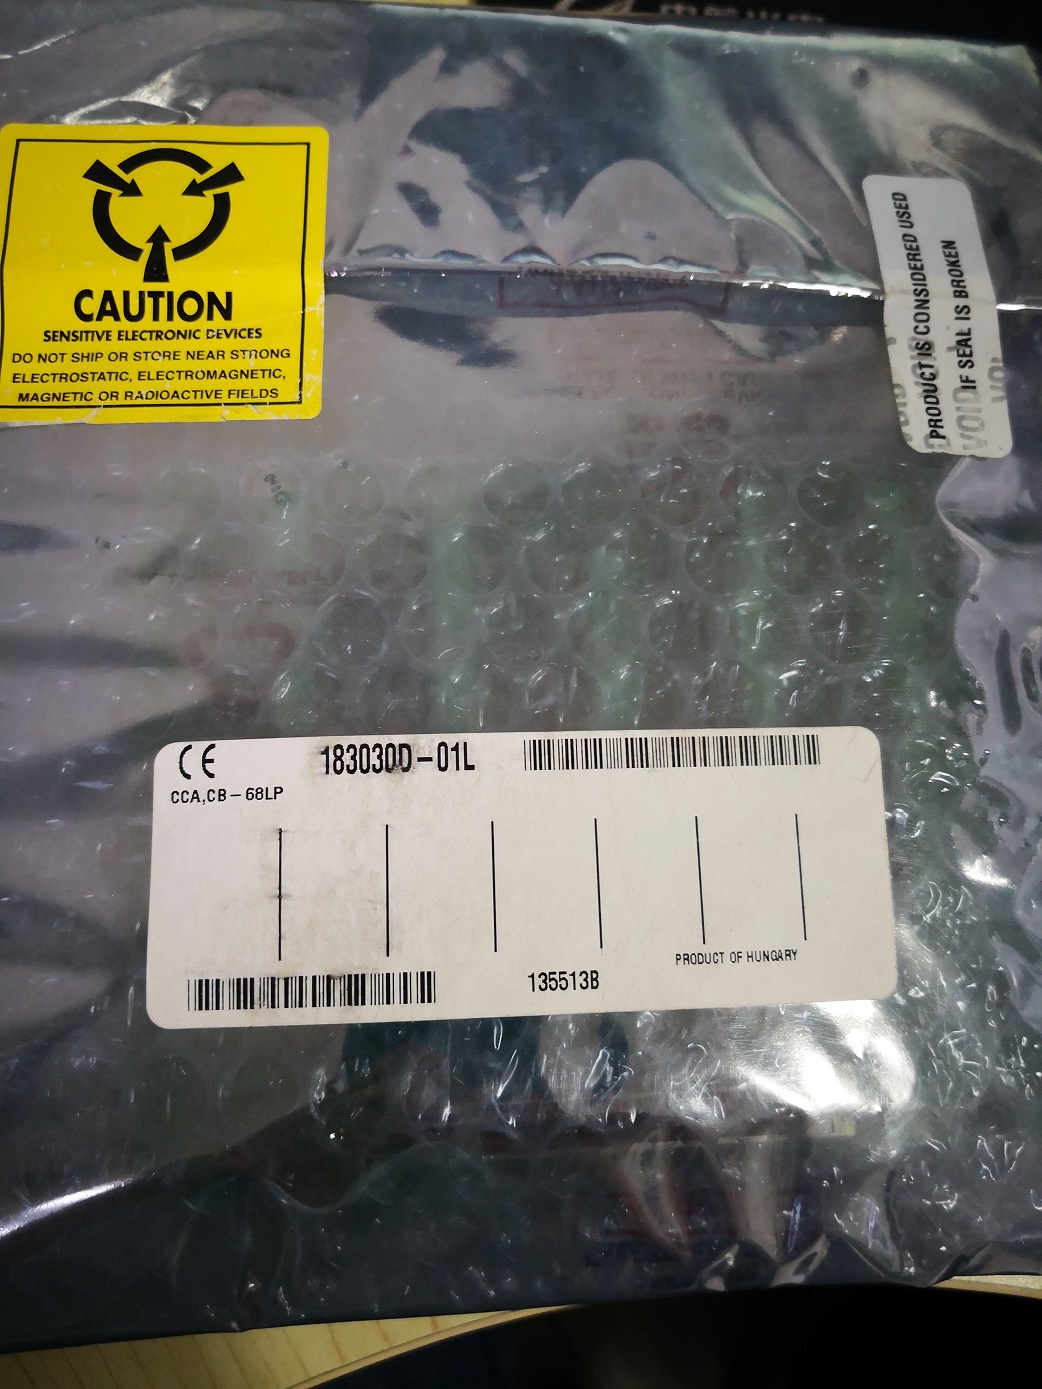 CAUTION
SENSITIVE ELECTRONIC DEVICES
DO NOT SHIP OR STORE NEAR STRONG
ELECTROSTATIC, ELECTROMAGNETIC,
MAGNETIC OR RADIOACTIVE FIELDS
PRODUCT IS CONSIDERED USED
IF SEAL IS BROKEN
VOID
CE
183030D-01L
CCA,CB-68LP
PRODUCT OF HUNGARY
135513B